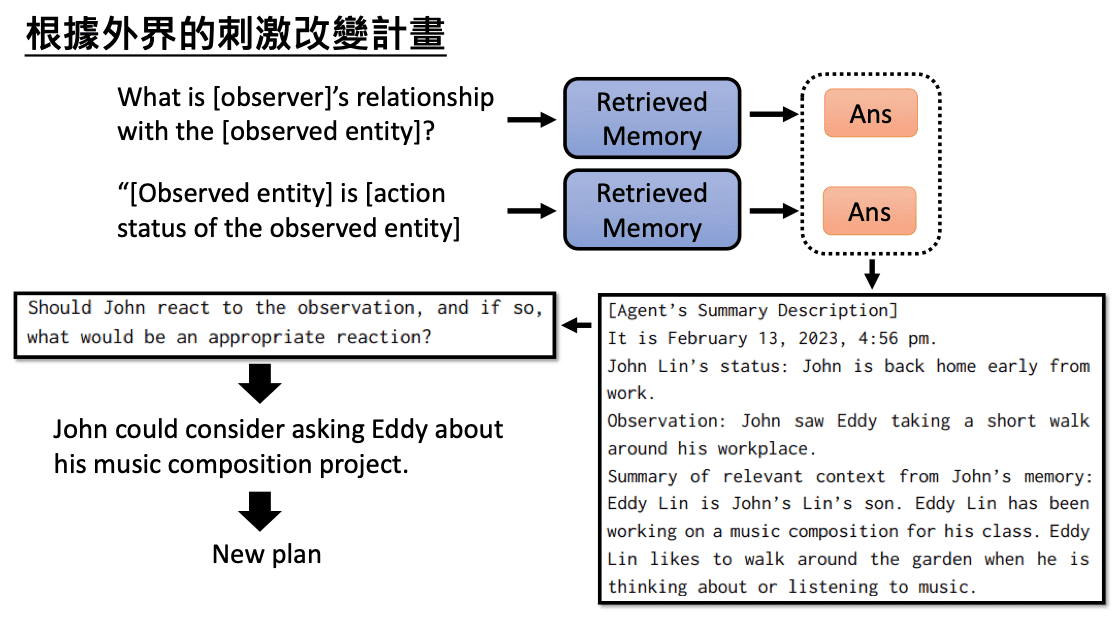 根據外界的刺激改變計畫
What is [observer]’s relationship
with the [observed entity]?
Retrieved
Memory
Ans
“[Observed entity] is [action
status of the observed entity]
Retrieved
Memory
Ans
[Agent’s Summary Description]
It is February 13, 2023, 4:56 pm.
John Lin’s status: John is back home early from
work.
Observation: John saw Eddy taking a short walk
around his workplace.
Summary of relevant context from John’s memory:
Eddy Lin is John’s Lin’s son. Eddy Lin has been
working on a music composition for his class. Eddy
Lin likes to walk around the garden when he is
thinking about or listening to music.
Should John react to the observation, and if so,
what would be an appropriate reaction?
John could consider asking Eddy about
his music composition project.
New plan